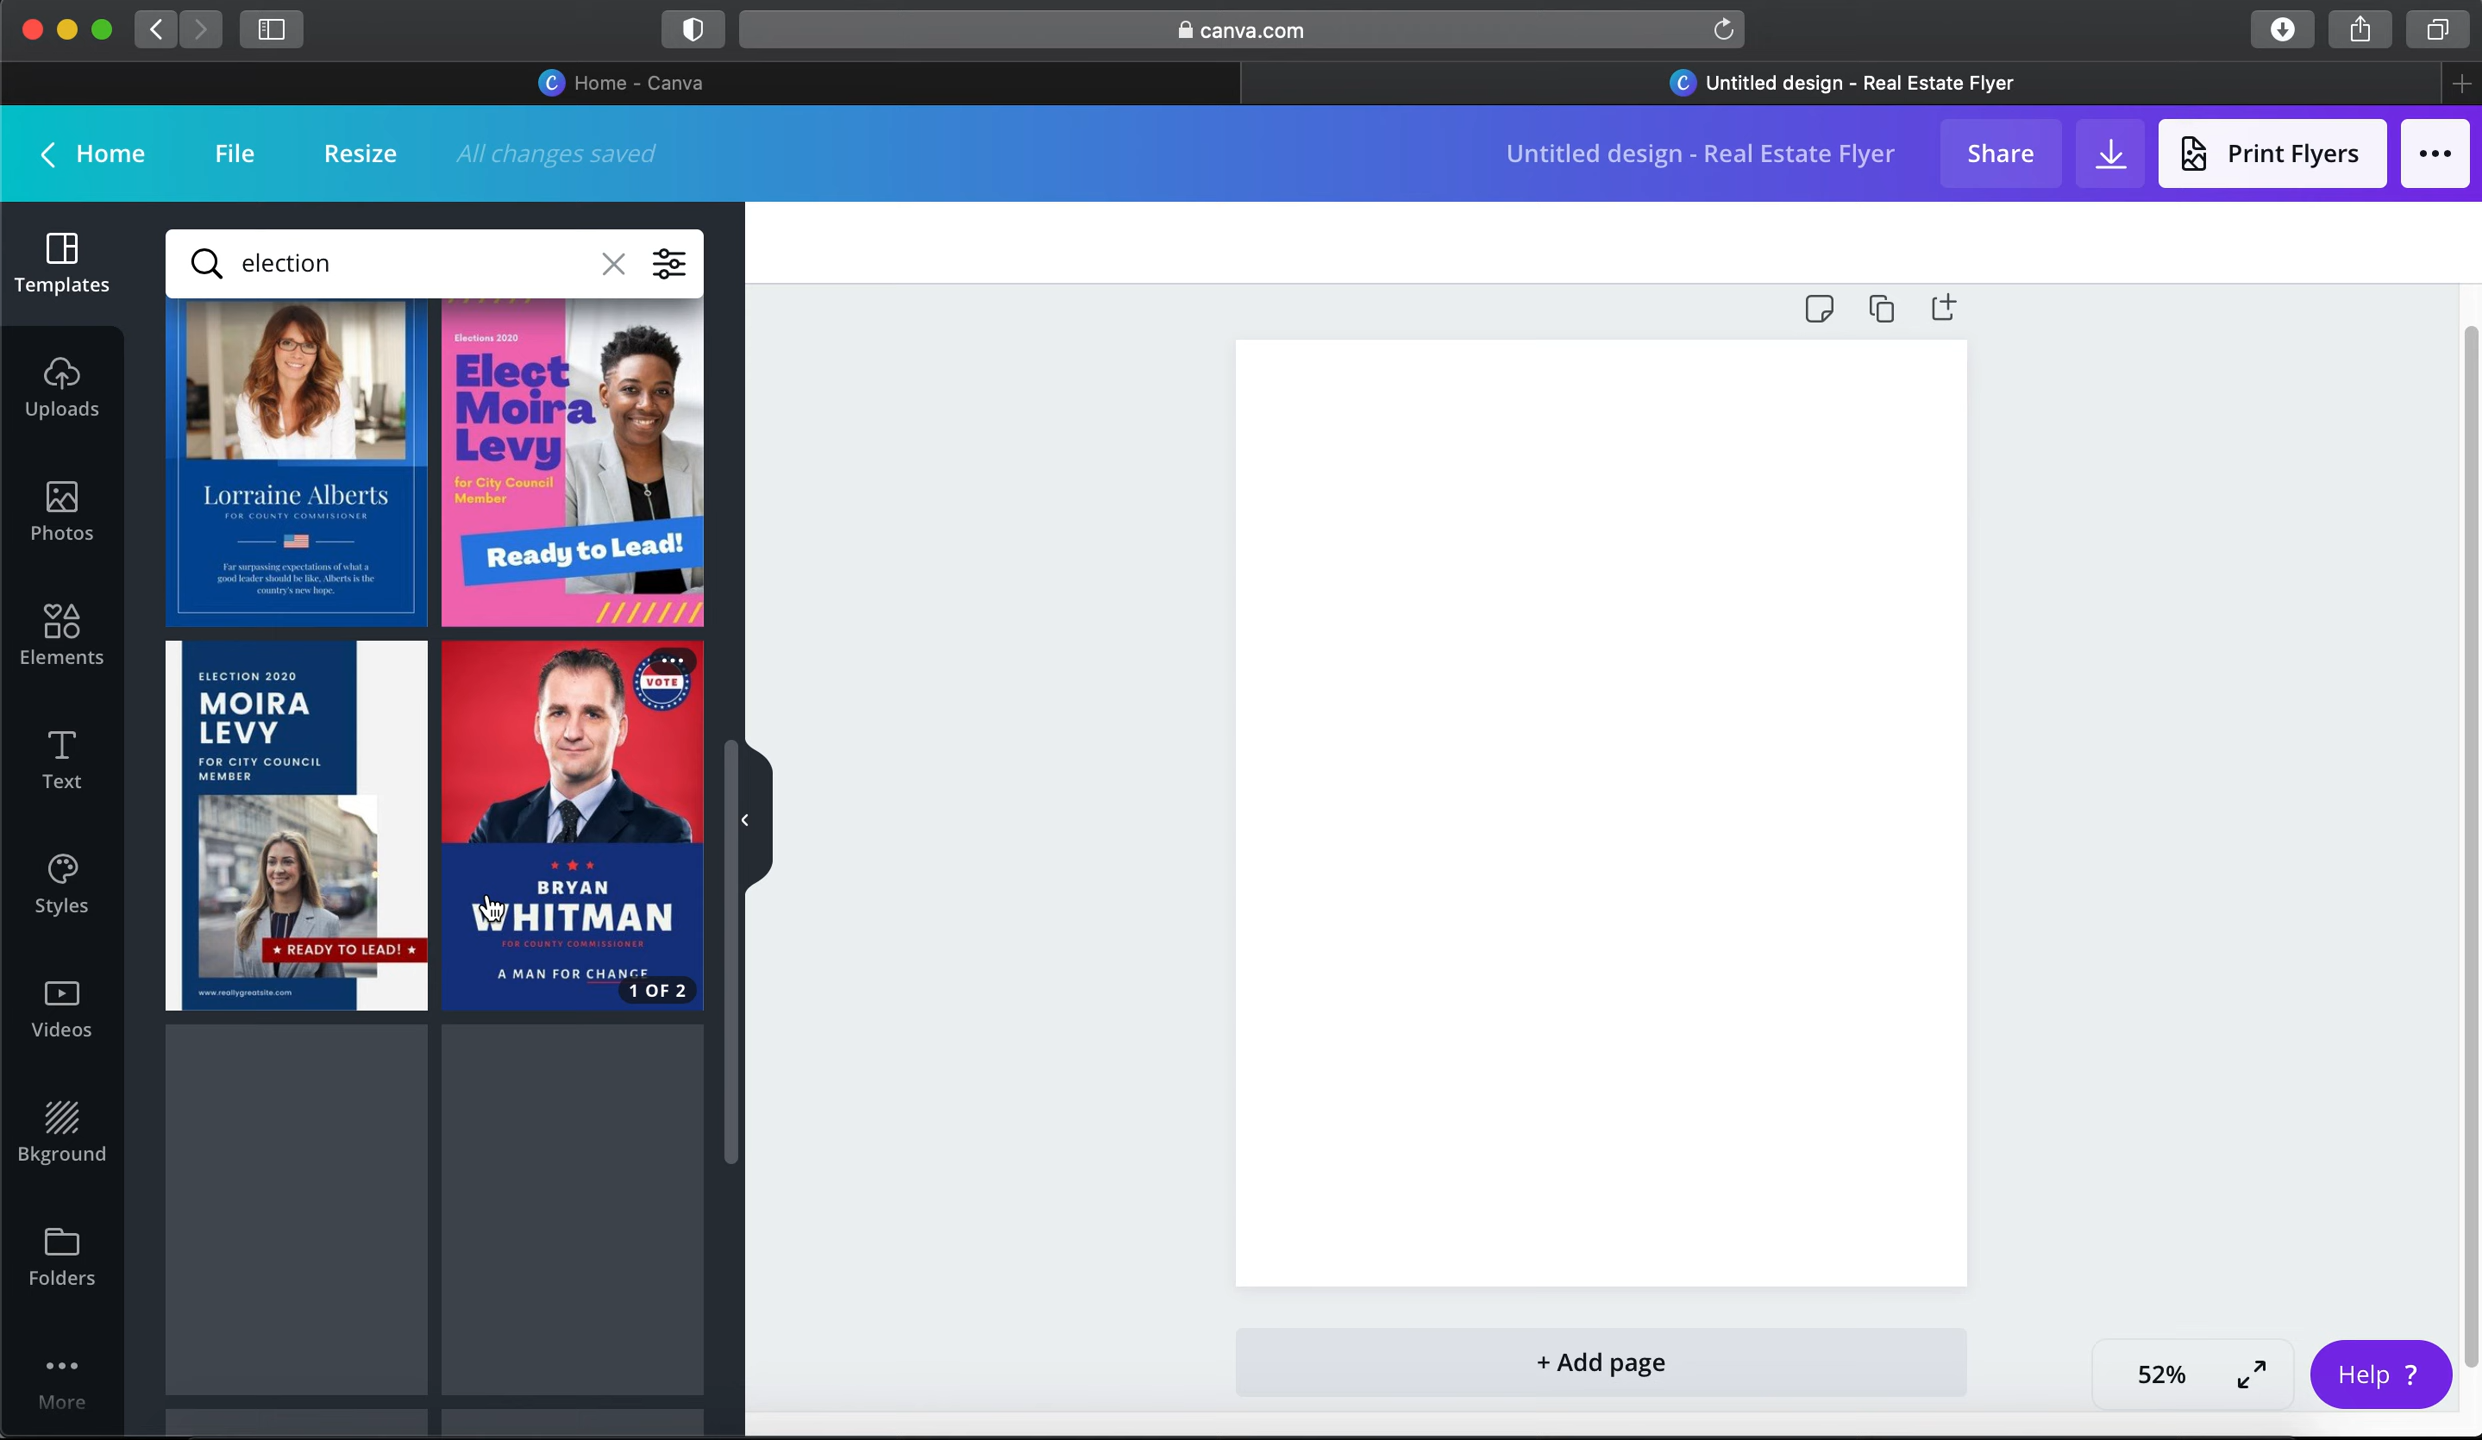 canva.com
Home - Canva
Untitled design - Real Estate Flyer
Home
File
Resize
All changes saved
Untitled design - Real Estate Flyer
Share
Print Flyers
Templates
Uploads
Photos
Elements
Text
Styles
Videos
Bkground
Folders
More
election
Lorraine Alberts
FOR COUNTY COMMISIONER
Far surpassing expectations of what a
good leader should be like, Alberts is the
country's new hope.
Elections 2020
Elect
Moira
Levy
for City Council
Member
Ready to Lead!
ELECTION 2020
MOIRA
LEVY
FOR CITY COUNCIL
MEMBER
★ READY TO LEAD! ★
www.reallygreatsite.com
VOTE
BRYAN
WHITMAN
FOR COUNTY COMMISSIONER
A MAN FOR CHANGE
1 OF 2
+ Add page
52%
Help ?